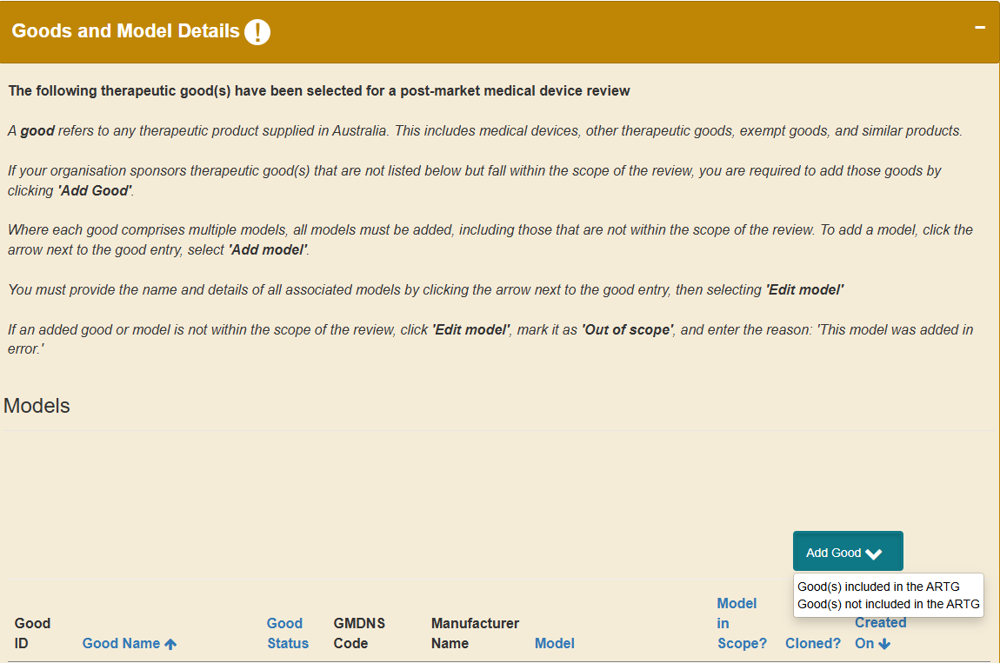 Goods and Model Details !
The following therapeutic good(s) have been selected for a post-market medical device review
A good refers to any therapeutic product supplied in Australia. This includes medical devices, other therapeutic goods, exempt goods, and similar products.
If your organisation sponsors therapeutic good(s) that are not listed below but fall within the scope of the review, you are required to add those goods by
clicking 'Add Good'.
Where each good comprises multiple models, all models must be added, including those that are not within the scope of the review. To add a model, click the
arrow next to the good entry, select 'Add model'.
You must provide the name and details of all associated models by clicking the arrow next to the good entry, then selecting 'Edit model'
If an added good or model is not within the scope of the review, click 'Edit model', mark it as 'Out of scope', and enter the reason: 'This model was added in
error.'
Models
Add Good
Good(s) included in the ARTG
Good(s) not included in the ARTG
Good ID
Good Name
Good Status
GMDNS Code
Manufacturer Name
Model
Model in Scope?
Cloned?
Created On